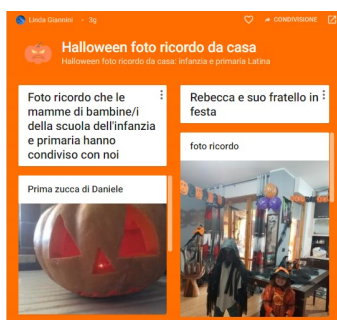 Linda Giannini • 3g
CONDIVISIONE
Halloween foto ricordo da casa
Halloween foto ricordo da casa: infanzia e primaria Latina
Foto ricordo che le
mamme di bambine/i
della scuola dell'infanzia
e primaria hanno
condiviso con noi
Prima zucca di Daniele
Rebecca e suo fratello in
festa
foto ricordo